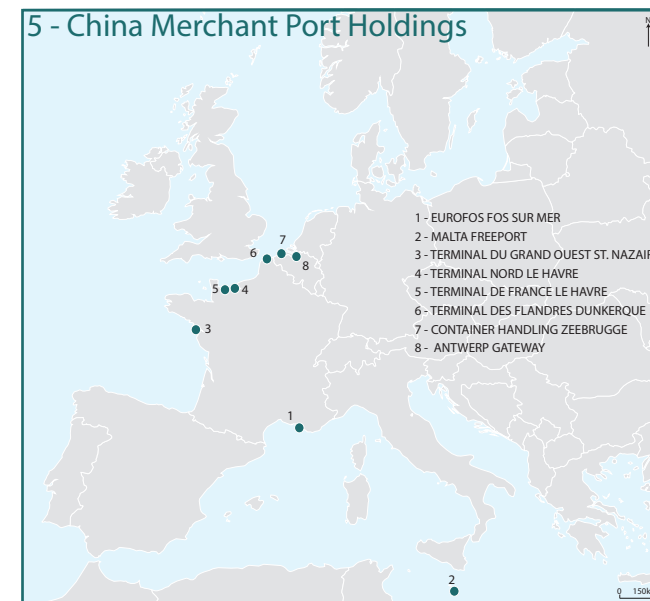 5 - China Merchant Port Holdings
N
1 - EUROFOS FOS SUR MER
2 - MALTA FREEPORT
3 - TERMINAL DU GRAND OUEST ST. NAZAIR
4 - TERMINAL NORD LE HAVRE
5 - TERMINAL DE FRANCE LE HAVRE
6 - TERMINAL DES FLANDRES DUNKERQUE
7 - CONTAINER HANDLING ZEEBRUGGE
8 - ANTWERP GATEWAY
7
6
8
5
4
3
1
2
0 150k